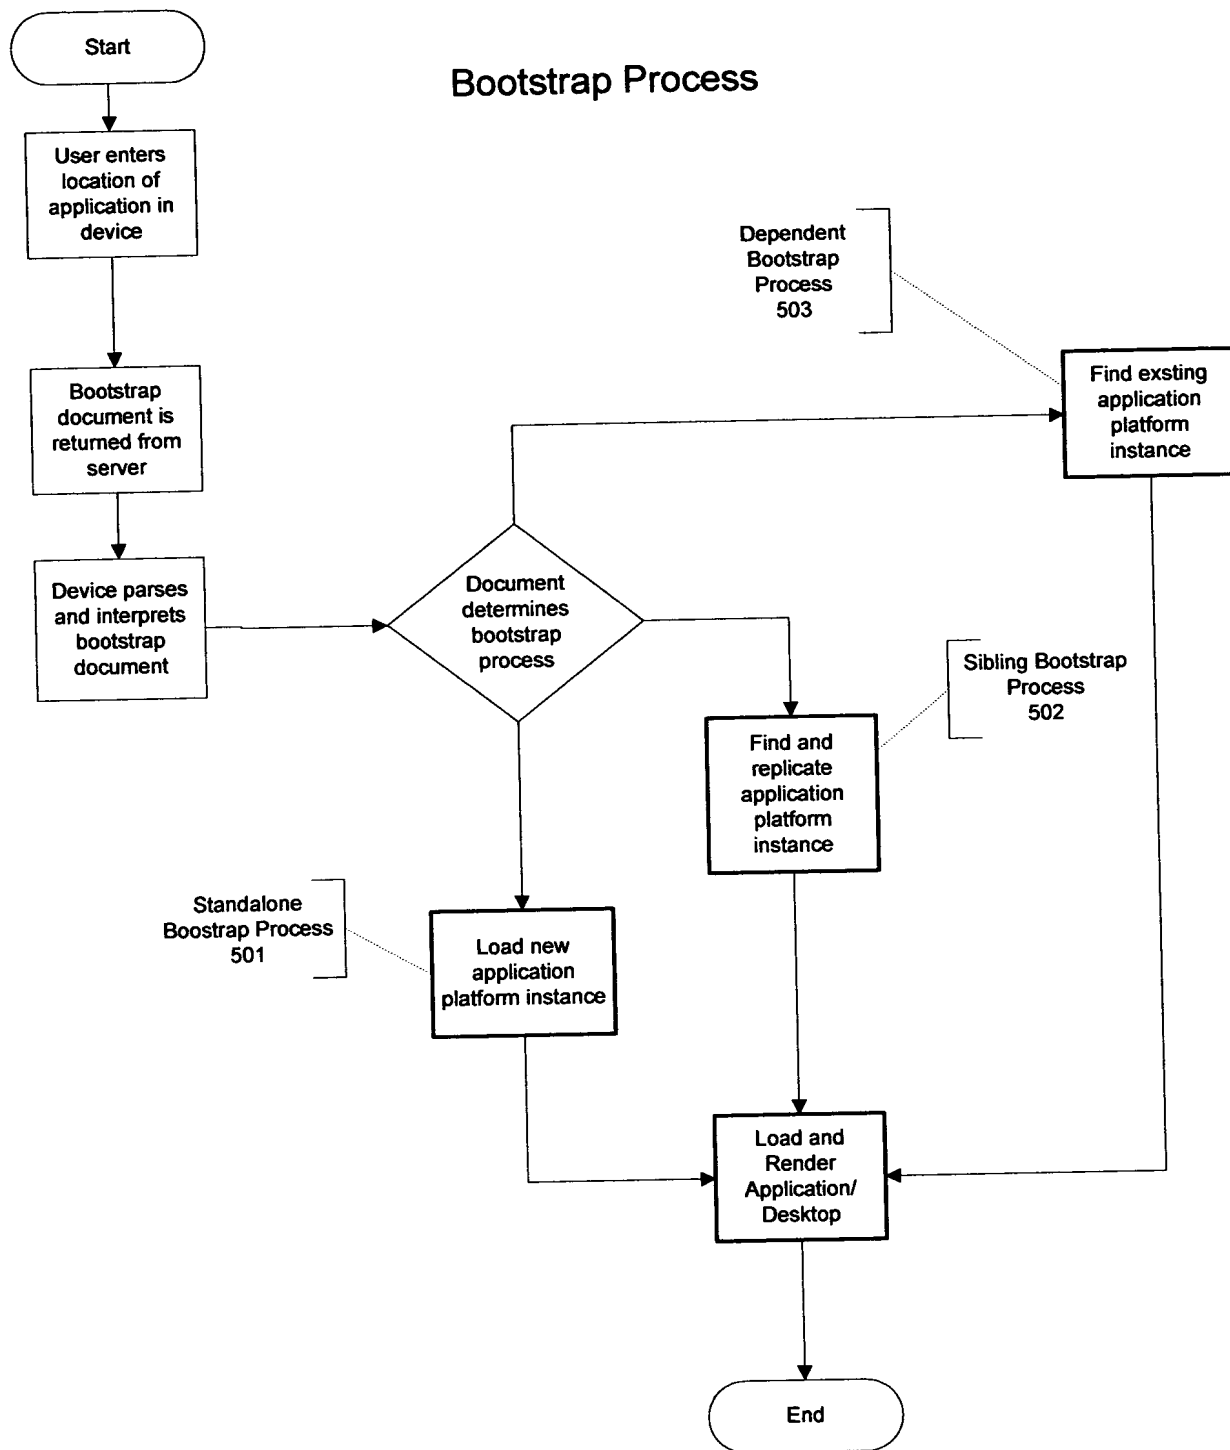 Start
Bootstrap Process
User enters
location of
application in
device
Dependent
Bootstrap
Process
503
Find exsting
application
platform
instance
Bootstrap
document is
returned from
server
Device parses
and interprets
bootstrap
document
Document
determines
bootstrap
process
Sibling Bootstrap
Process
502
Find and
replicate
application
platform
instance
Standalone
Boostrap Process
501
Load new
application
platform instance
Load and
Render
Application/
Desktop
End